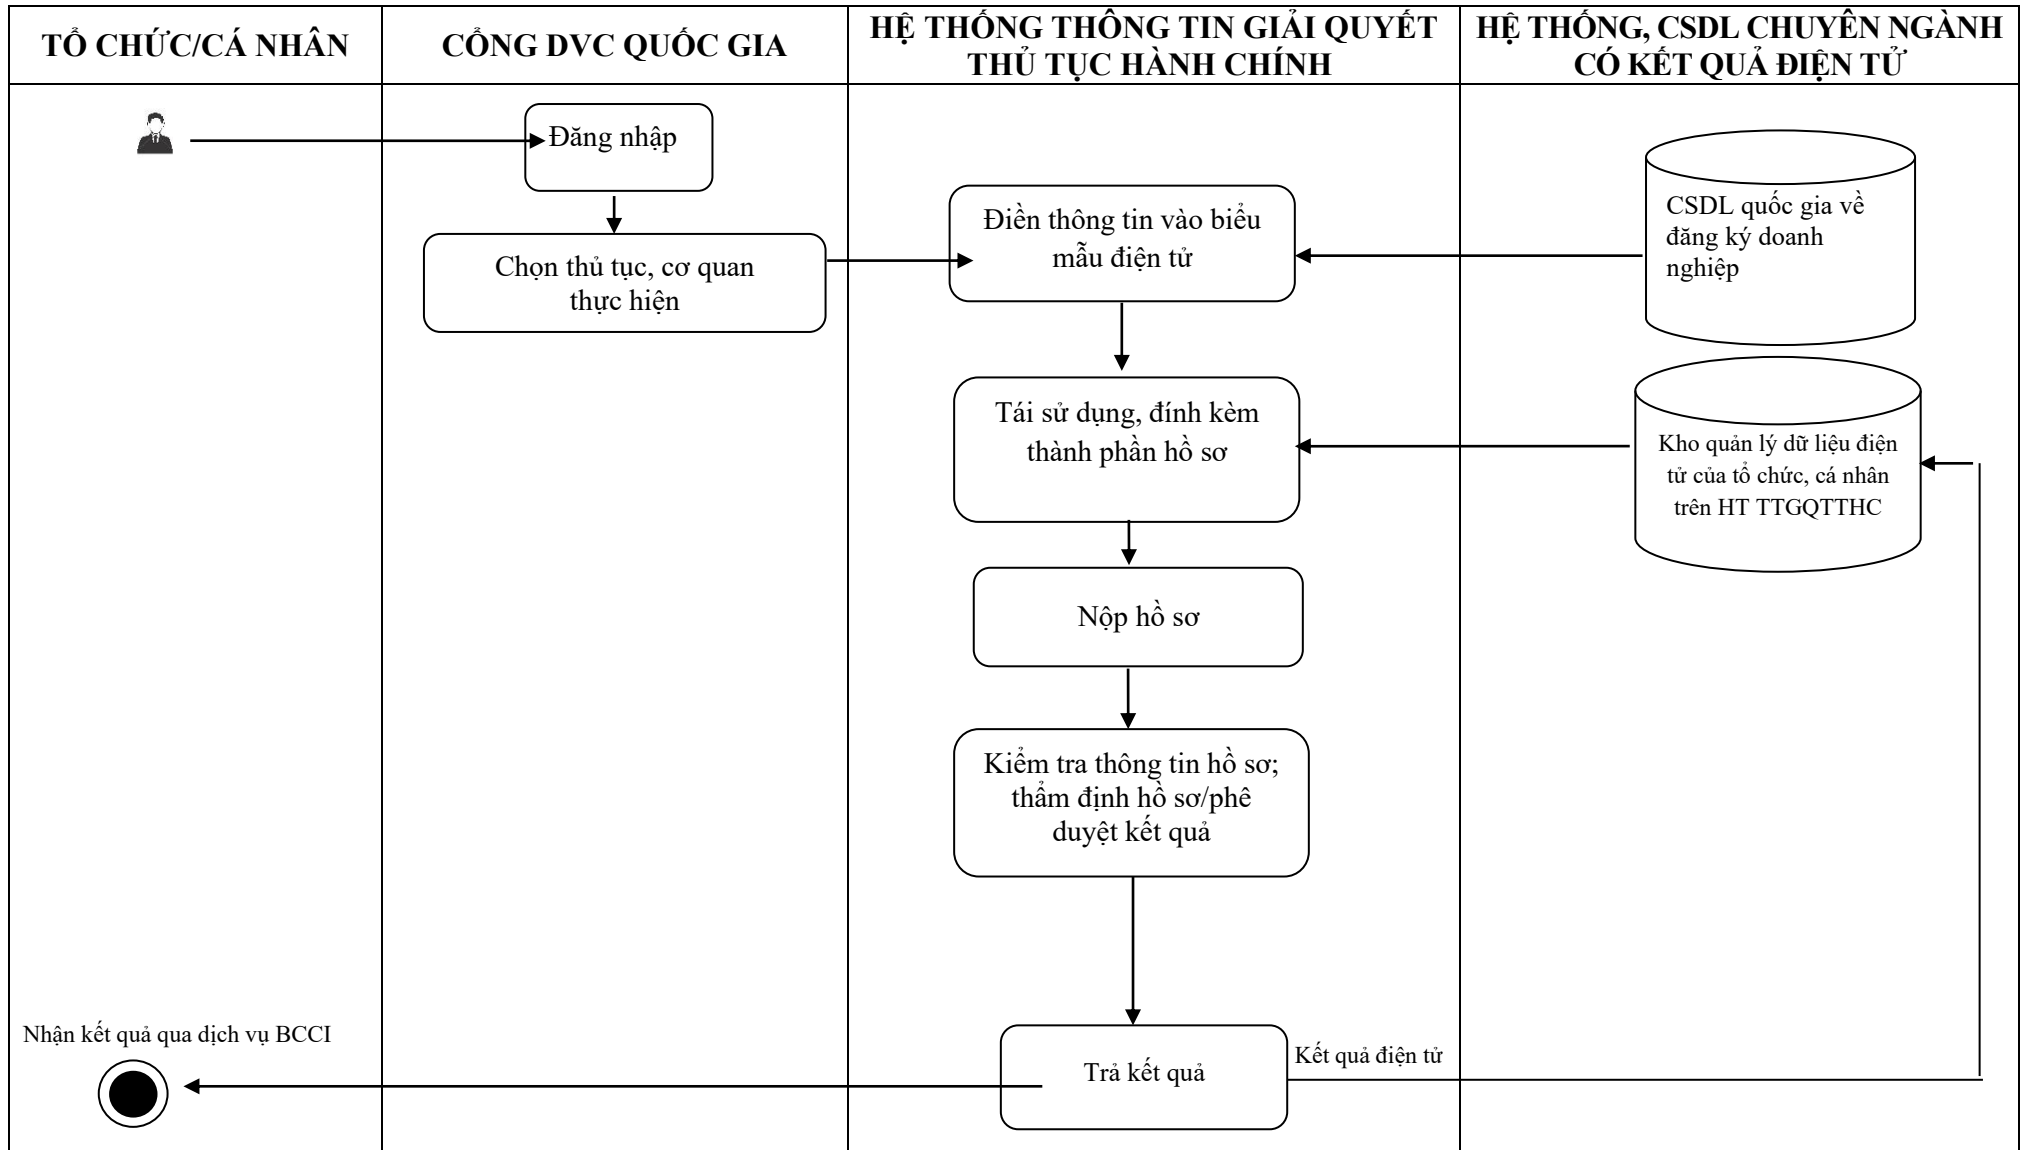 TỔ CHỨC/CÁ NHÂN
CỔNG DVC QUỐC GIA
HỆ THỐNG THÔNG TIN GIẢI QUYẾT
THỦ TỤC HÀNH CHÍNH
HỆ THỐNG, CSDL CHUYÊN NGÀNH
CÓ KẾT QUẢ ĐIỆN TỬ
Đăng nhập
Chọn thủ tục, cơ quan
thực hiện
Điền thông tin vào biểu
mẫu điện tử
CSDL quốc gia về
đăng ký doanh
nghiệp
Tái sử dụng, đính kèm
thành phần hồ sơ
Kho quản lý dữ liệu điện
tử của tổ chức, cá nhân
trên HT TTGQTTHC
Nộp hồ sơ
Kiểm tra thông tin hồ sơ;
thẩm định hồ sơ/phê
duyệt kết quả
Nhận kết quả qua dịch vụ BCCI
Trả kết quả
Kết quả điện tử